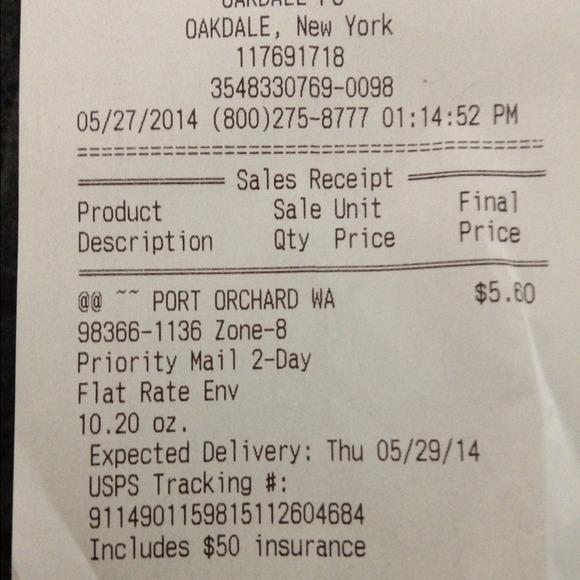 OAKDALE PO
OAKDALE, New York
117691718
3548330769-0098
05/27/2014 (800)275-8777 01:14:52 PM
Sales Receipt
Product Sale Unit Final
Description Qty Price Price
@@ ~~ PORT ORCHARD WA $5.60
98366-1136 Zone-8
Priority Mail 2-Day
Flat Rate Env
10.20 oz.
Expected Delivery: Thu 05/29/14
USPS Tracking #:
9114901159815112604684
Includes $50 insurance